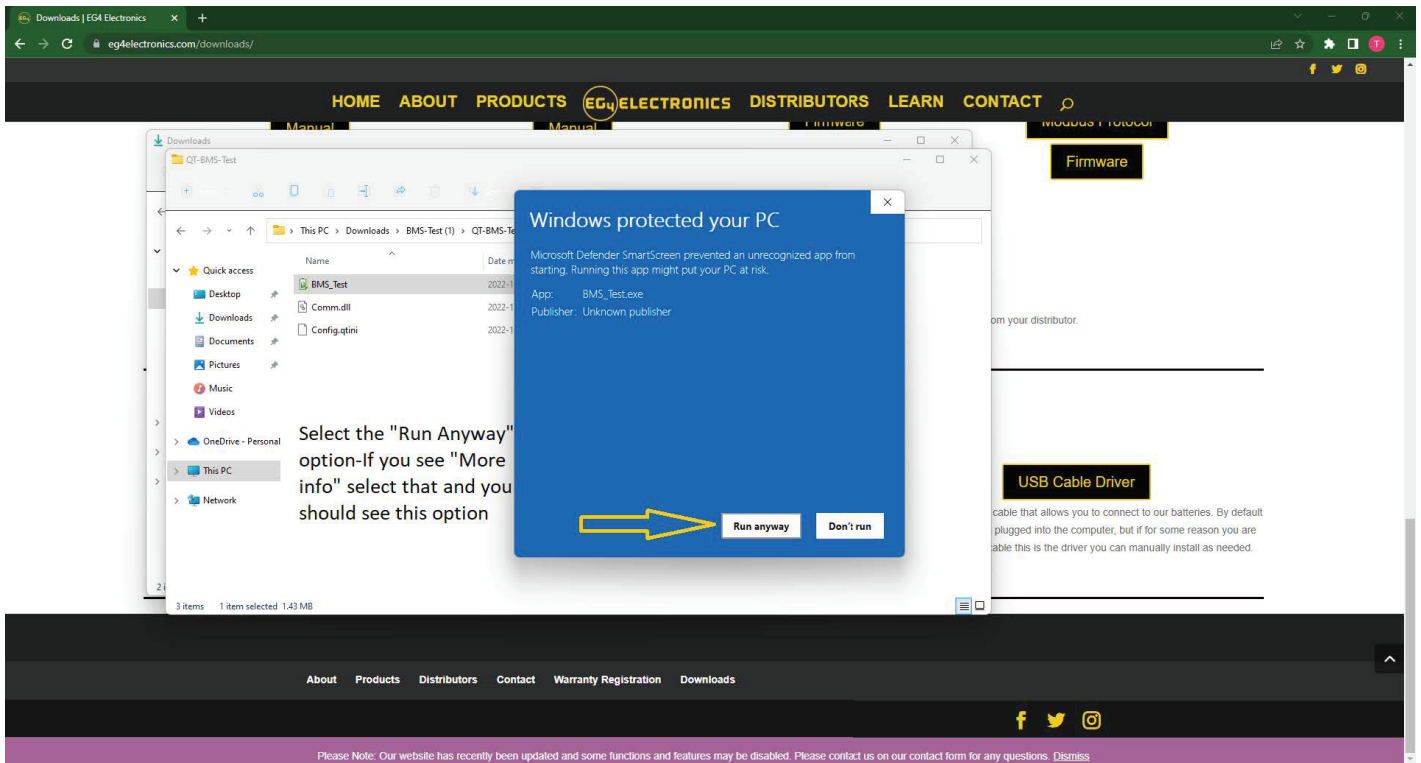 Downloads | EG4 Electronics
eg4electronics.com/downloads/
T
HOME ABOUT PRODUCTS EG4 ELECTRONICS DISTRIBUTORS LEARN CONTACT
Manual Manual Firmware Modbus Protocol
Firmware
Downloads
QT-BMS-Test
This PC > Downloads > BMS-Test (1) > QT-BMS-Te
Name Date m
Quick access
Desktop
Downloads
Documents
Pictures
Music
Videos
OneDrive - Personal
This PC
Network
BMS_Test 2022-1
Comm.dll 2022-1
Config.qtini 2022-1
Windows protected your PC
Microsoft Defender SmartScreen prevented an unrecognized app from
starting. Running this app might put your PC at risk.
App: BMS_Test.exe
Publisher: Unknown publisher
Run anyway Don't run
Select the "Run Anyway"
option-If you see "More
info" select that and you
should see this option
om your distributor.
USB Cable Driver
cable that allows you to connect to our batteries. By default
plugged into the computer, but if for some reason you are
able this is the driver you can manually install as needed.
2 i
3 items 1 item selected 1.43 MB
About Products Distributors Contact Warranty Registration Downloads
Please Note: Our website has recently been updated and some functions and features may be disabled. Please contact us on our contact form for any questions. Dismiss